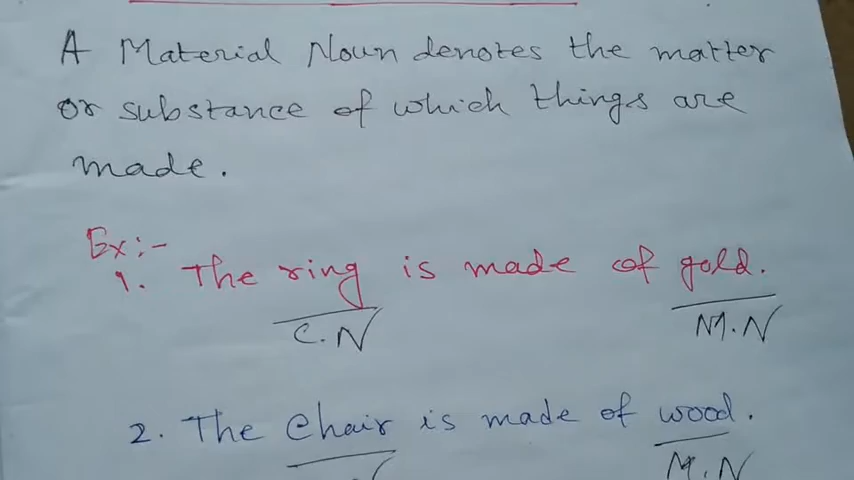 A Material Noun denotes the matter
or substance of which things are
made.
Ex:-
1. The ring is made of gold.
C.N M.N
2. The Chair is made of wood.
M.N